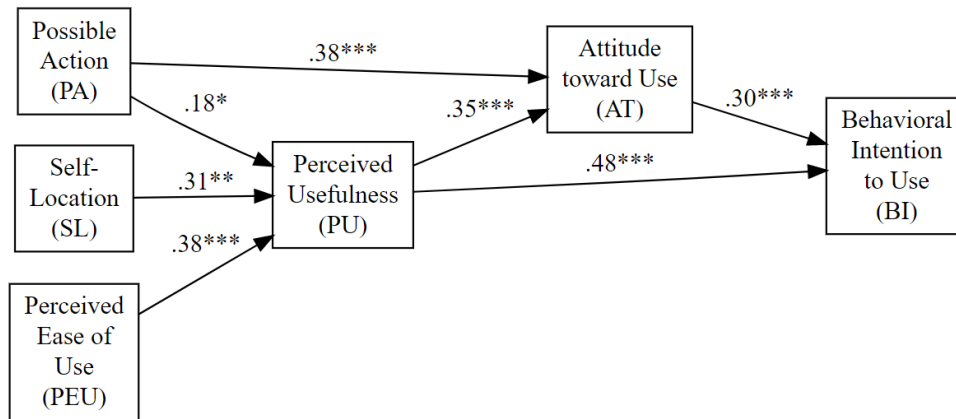 Possible
Action
(PA)
.38***
.18*
Self-
Location
(SL)
.31**
.38***
Perceived
Ease of
Use
(PEU)
Perceived
Usefulness
(PU)
.35***
.48***
Attitude
toward Use
(AT)
.30***
Behavioral
Intention
to Use
(BI)